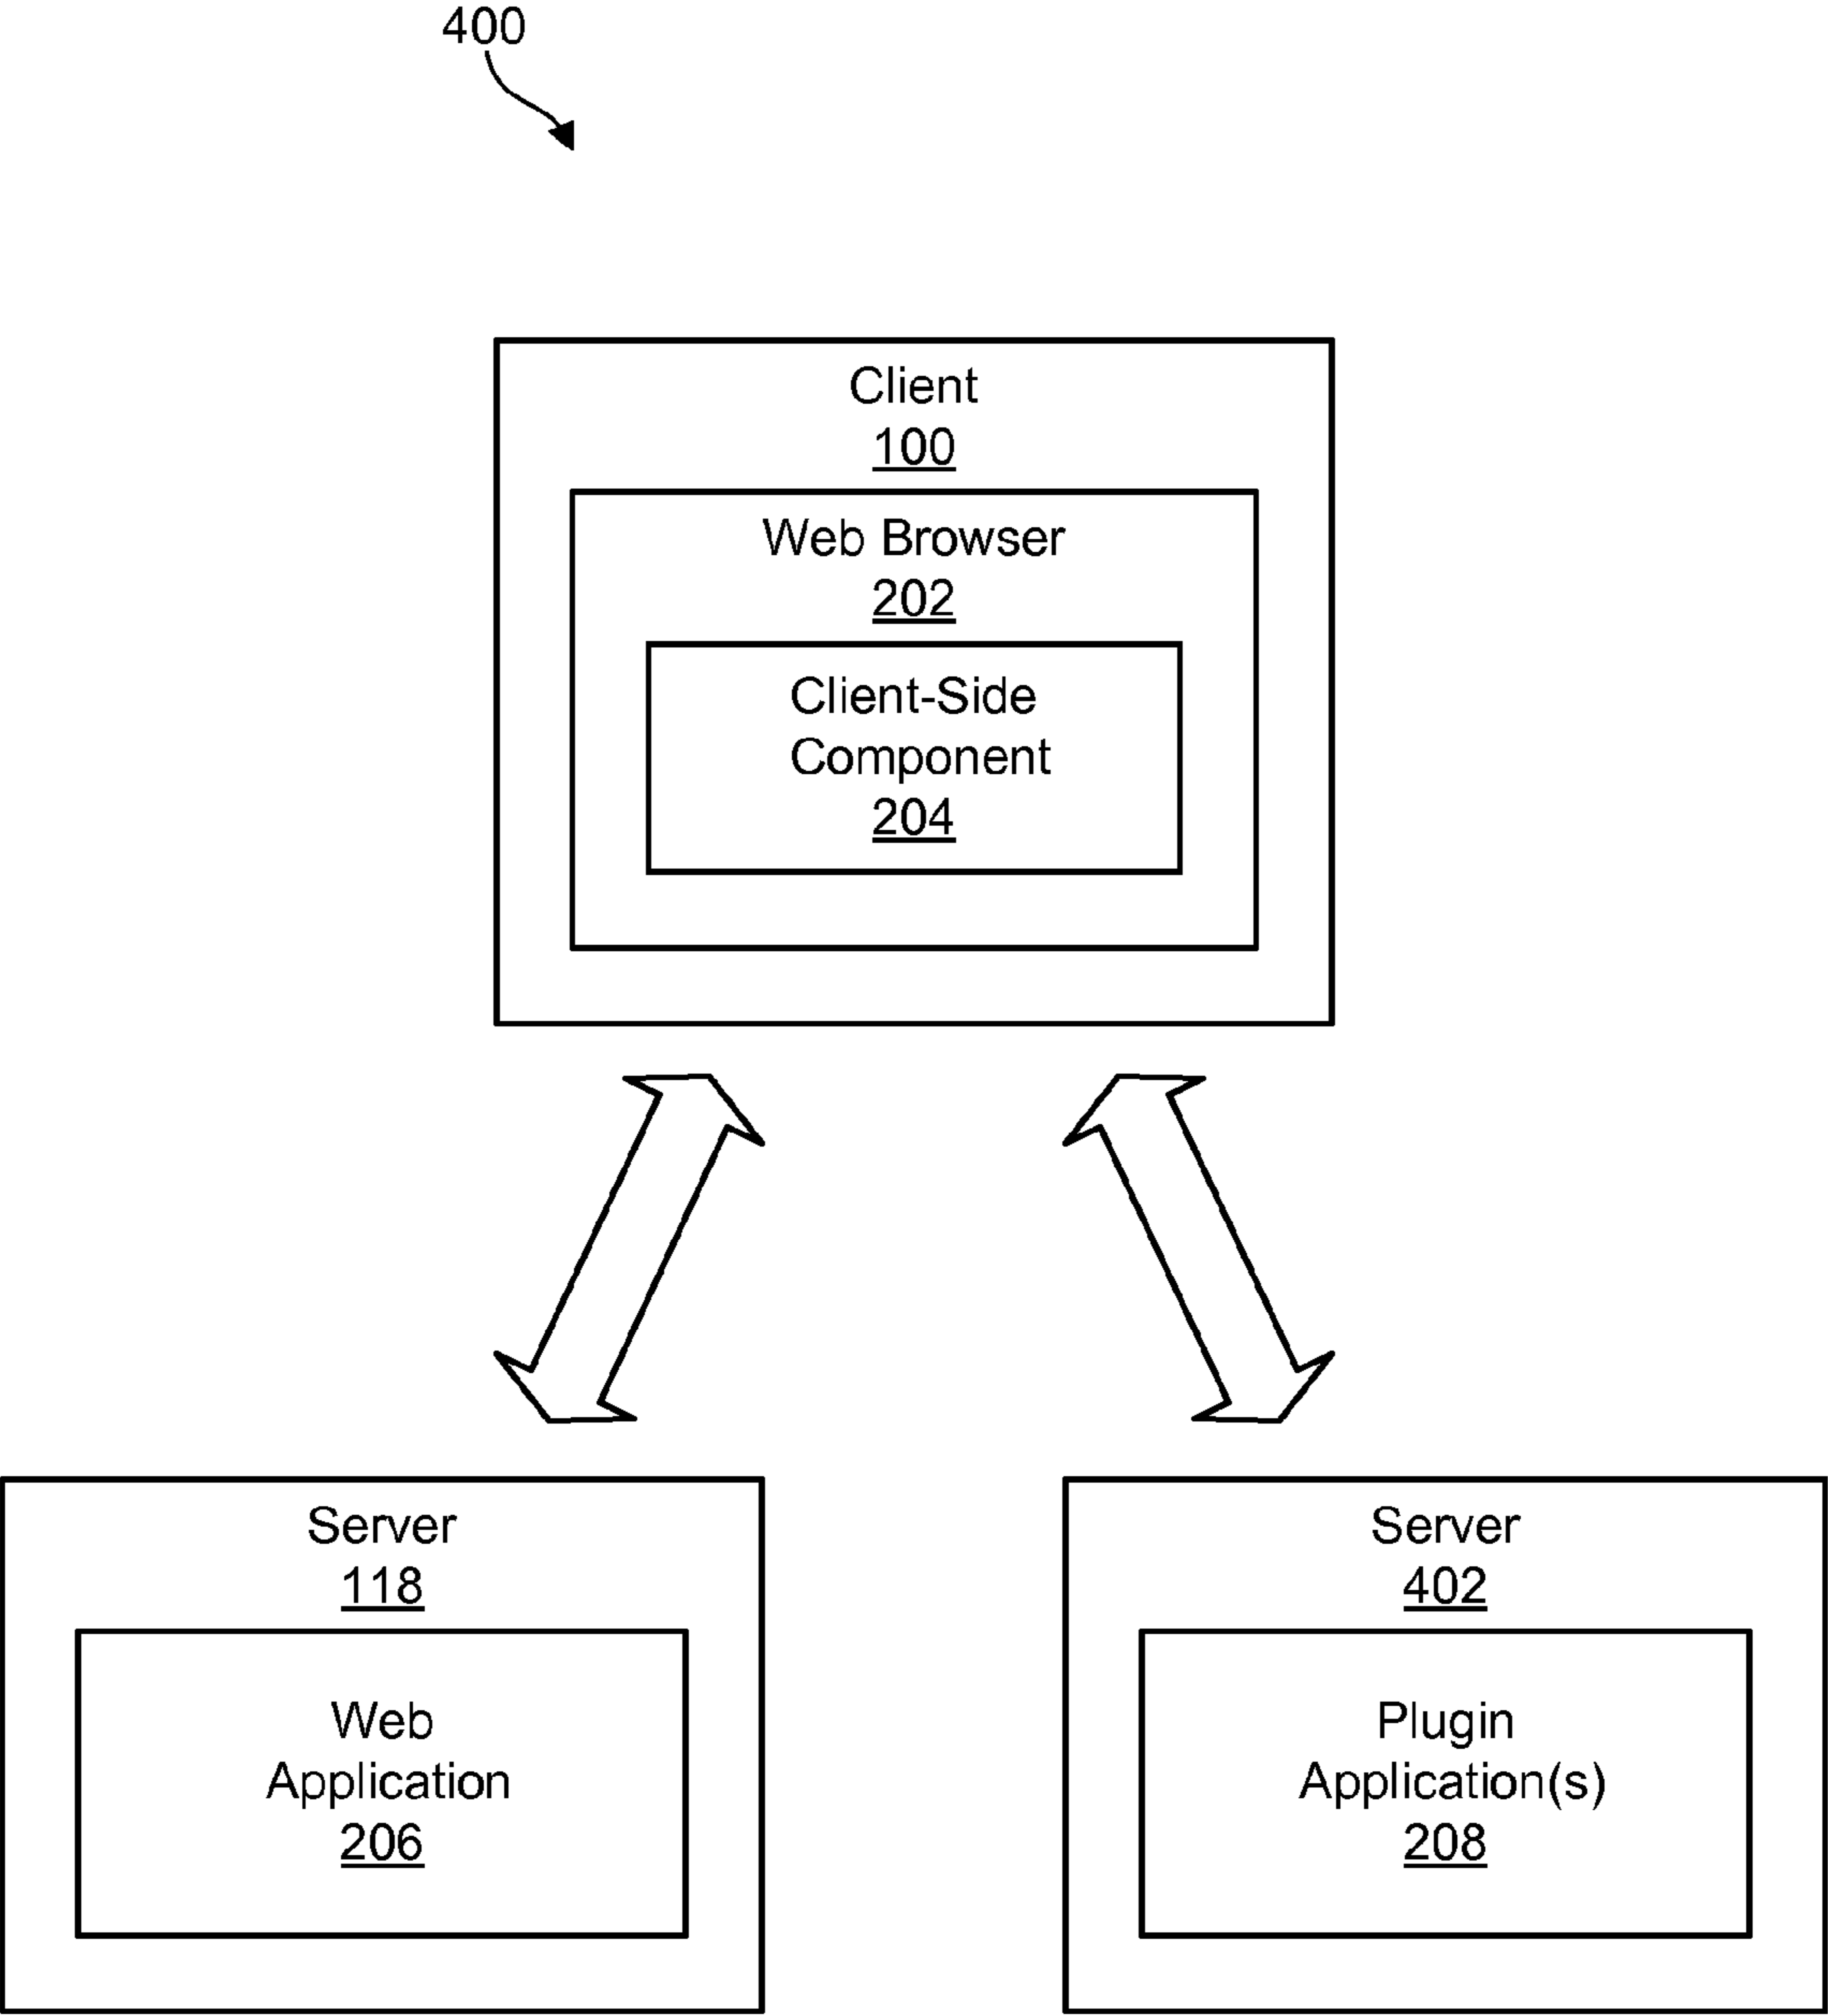 400
Client
100
Web Browser
202
Client-Side
Component
204
Server
118
Web
Application
206
Server
402
Plugin
Application(s)
208